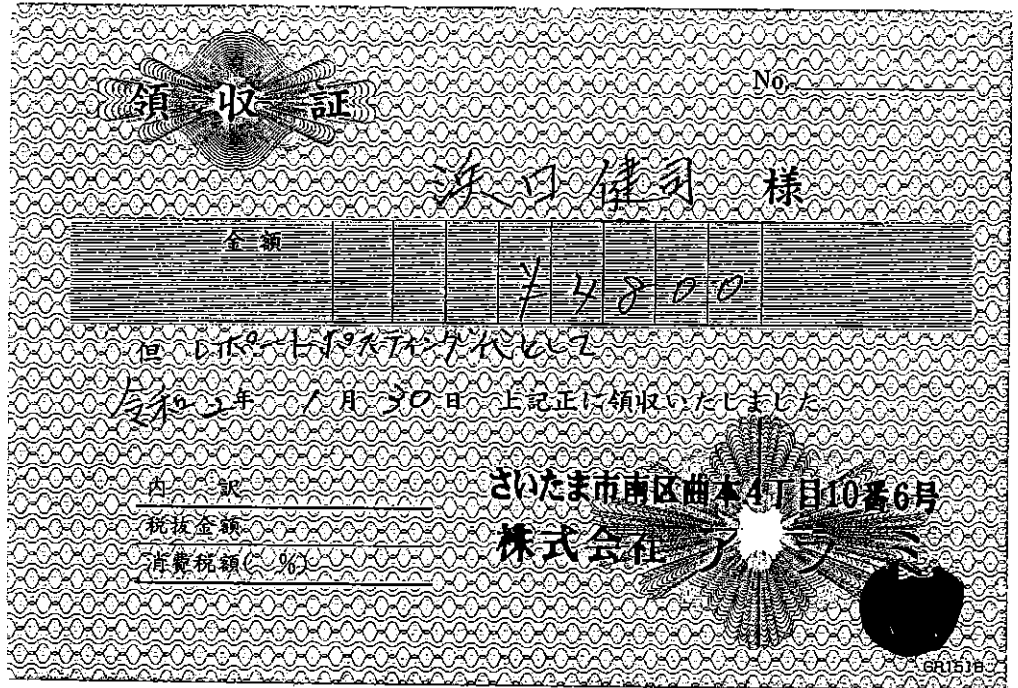 領収証
No.
浜口健司 様
金額
¥4800
但 レポートポスティング代として
令和2年 1月30日 上記正に領収いたしました
内訳
税抜金額
消費税額( %)
さいたま市南区曲本4丁目10番6号
株式会社
GR1516